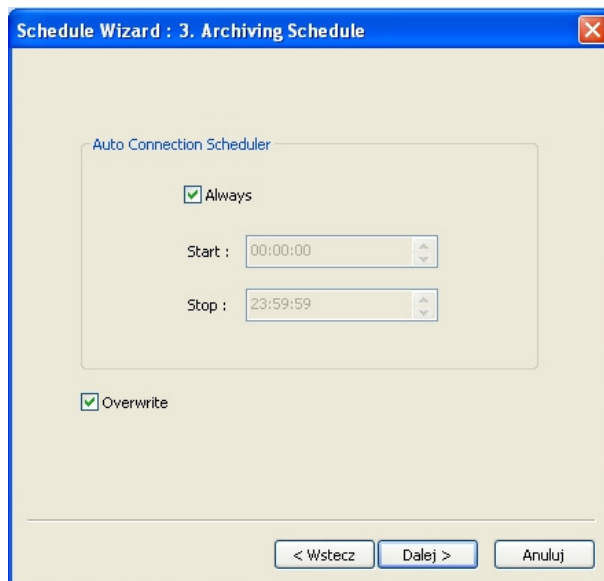 Schedule Wizard : 3. Archiving Schedule
Auto Connection Scheduler
Always
Start : 00:00:00
Stop : 23:59:59
Overwrite
< Wstecz Dalej > Anuluj